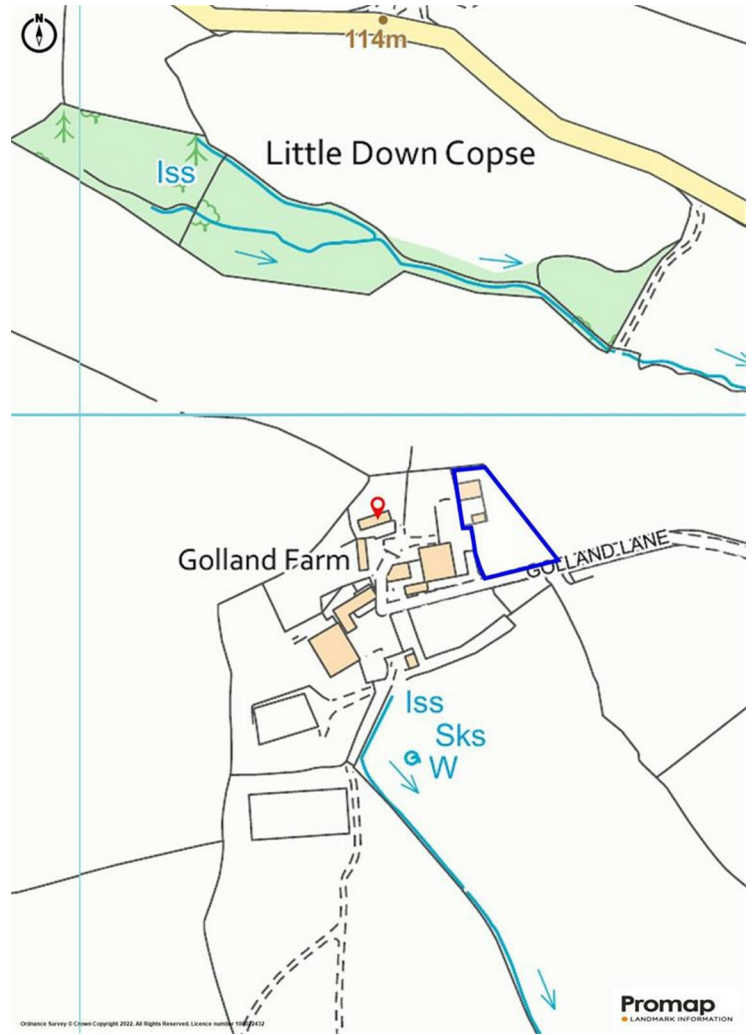 N
114m
Little Down Copse
Iss
Golland Farm
GOLLAND LANE
Iss
Sks
W
Promap
LANDMARK INFORMATION
Ordnance Survey © Crown Copyright 2022. All Rights Reserved. Licence number